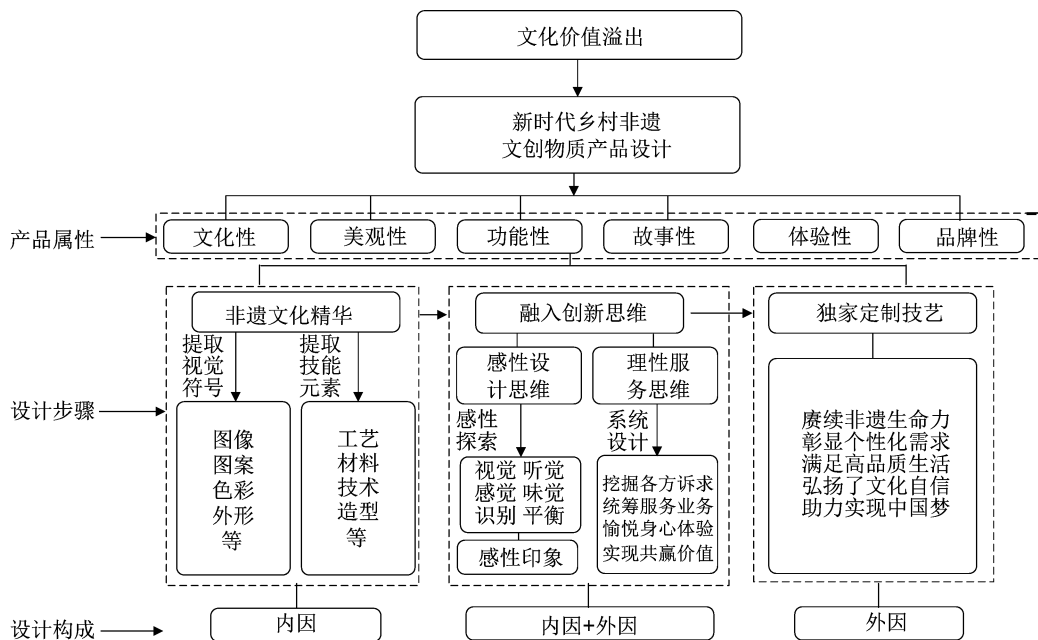 文化价值溢出
新时代乡村非遗
文创物质产品设计
产品属性
文化性
美观性
功能性
故事性
体验性
品牌性
设计步骤
非遗文化精华
提取
视觉
符号
提取
技能
元素
图像
图案
色彩
外形
等
工艺
材料
技术
造型
等
融入创新思维
感性设
计思维
理性服
务思维
感性
探索
系统
设计
视觉 听觉
感觉 味觉
识别 平衡
感性印象
挖掘各方诉求
统筹服务业务
愉悦身心体验
实现共赢价值
独家定制技艺
赓续非遗生命力
彰显个性化需求
满足高品质生活
弘扬了文化自信
助力实现中国梦
设计构成
内因
内因+外因
外因